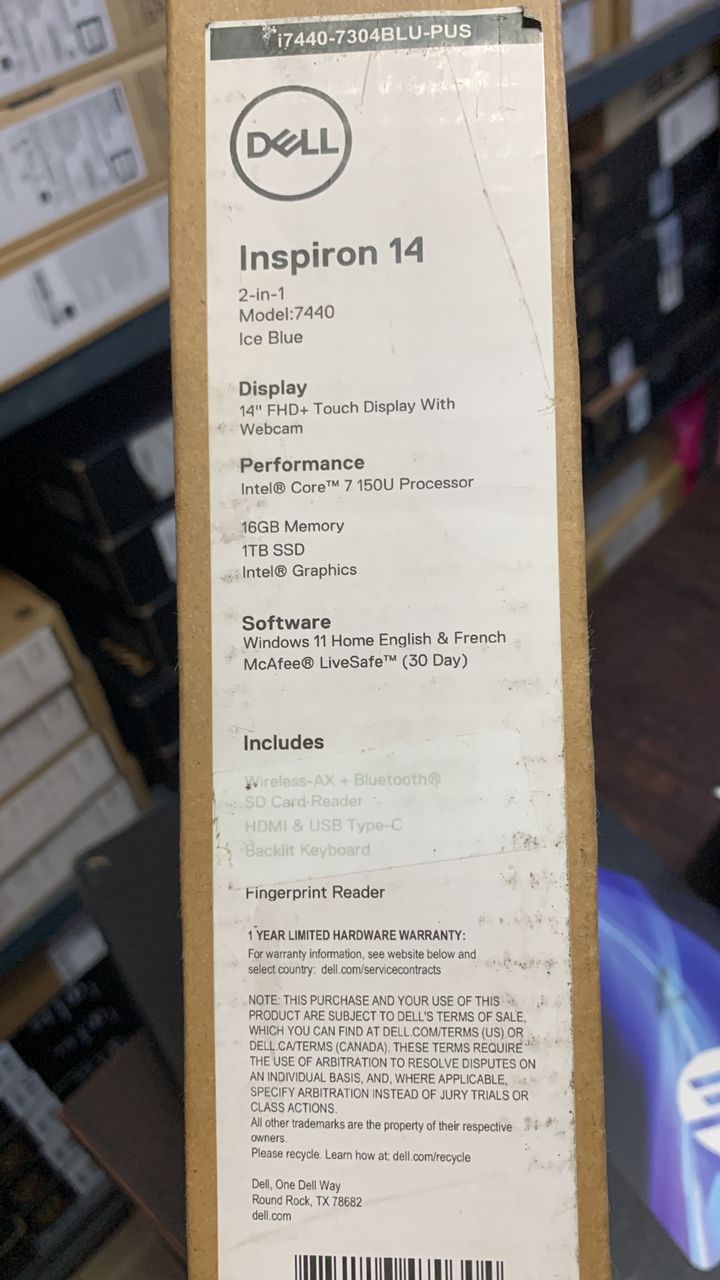 i7440-7304BLU-PUS
DELL
Inspiron 14
2-in-1
Model:7440
Ice Blue
Display
14" FHD+ Touch Display With
Webcam
Performance
Intel® Core™ 7 150U Processor
16GB Memory
1TB SSD
Intel® Graphics
Software
Windows 11 Home English & French
McAfee® LiveSafe™ (30 Day)
Includes
Wireless-AX + Bluetooth®
SD Card Reader
HDMI & USB Type-C
Backlit Keyboard
Fingerprint Reader
1 YEAR LIMITED HARDWARE WARRANTY:
For warranty information, see website below and
select country: dell.com/servicecontracts
NOTE: THIS PURCHASE AND YOUR USE OF THIS
PRODUCT ARE SUBJECT TO DELL'S TERMS OF SALE,
WHICH YOU CAN FIND AT DELL.COM/TERMS (US) OR
DELL.CA/TERMS (CANADA). THESE TERMS REQUIRE
THE USE OF ARBITRATION TO RESOLVE DISPUTES ON
AN INDIVIDUAL BASIS, AND, WHERE APPLICABLE,
SPECIFY ARBITRATION INSTEAD OF JURY TRIALS OR
CLASS ACTIONS.
All other trademarks are the property of their respective
owners.
Please recycle. Learn how at: dell.com/recycle
Dell, One Dell Way
Round Rock, TX 78682
dell.com